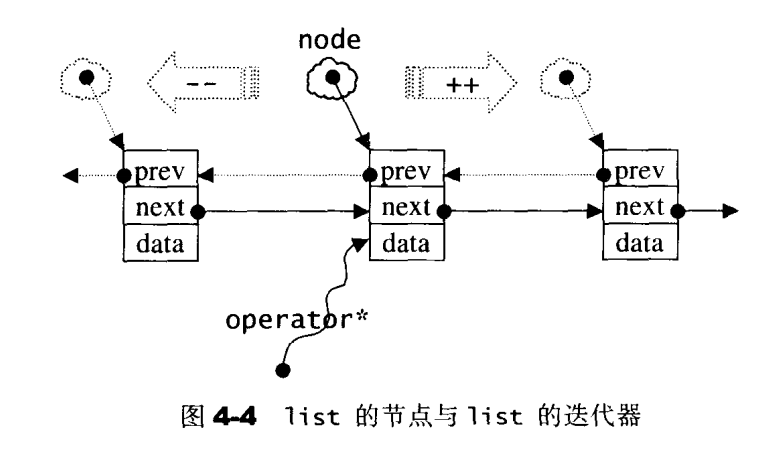 node
--
++
prev
prev
prev
next
next
next
data
data
data
operator*
图 4-4 list 的节点与 list 的迭代器